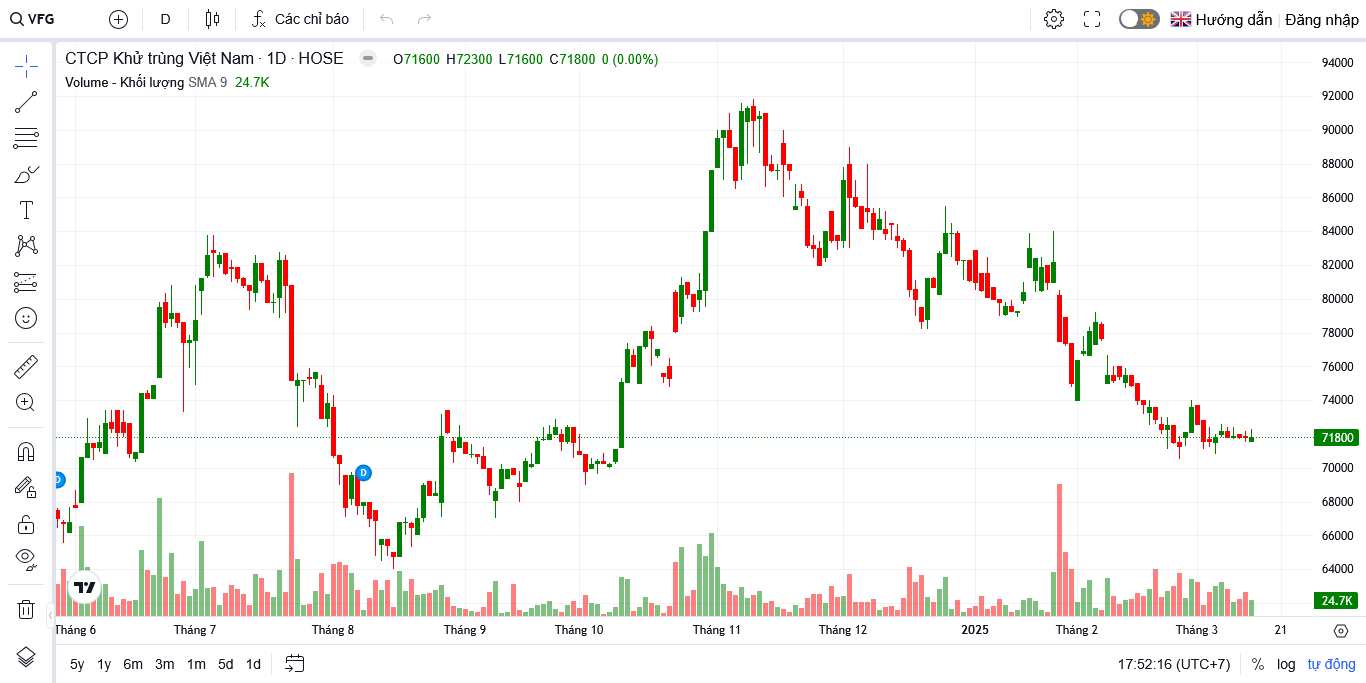 VFG D Các chỉ báo Hướng dẫn Đăng nhập
CTCP Khử trùng Việt Nam · 1D · HOSE O71600 H72300 L71600 C71800 0 (0.00%)
Volume - Khối lượng SMA 9 24.7K
94000
92000
90000
88000
86000
84000
82000
80000
78000
76000
74000
71800
70000
68000
66000
64000
24.7K
D
D
Tháng 6 Tháng 7 Tháng 8 Tháng 9 Tháng 10 Tháng 11 Tháng 12 2025 Tháng 2 Tháng 3 21
5y 1y 6m 3m 1m 5d 1d 17:52:16 (UTC+7) % log tự động